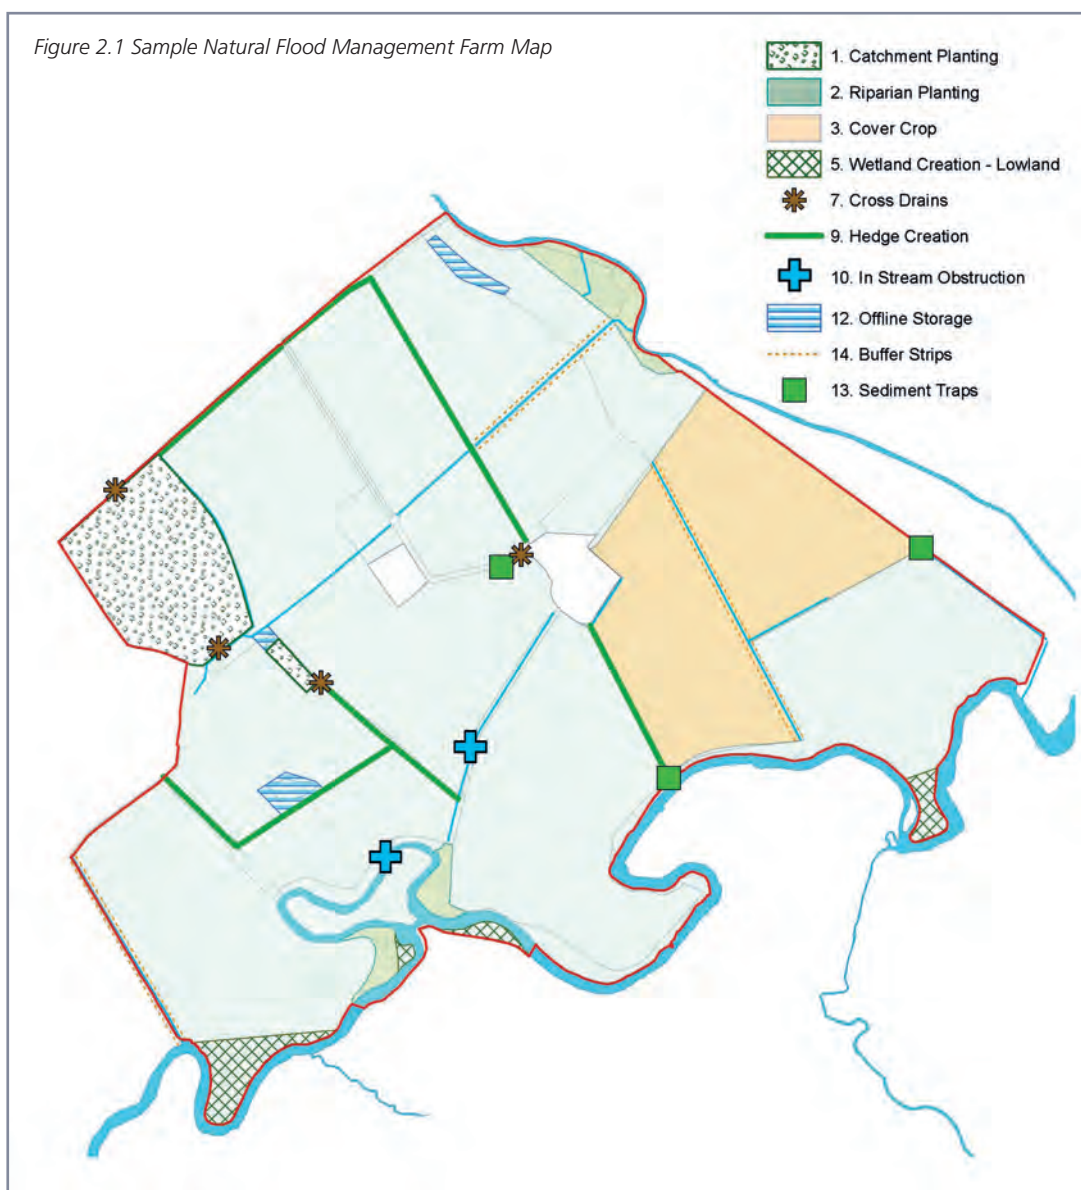 Figure 2.1 Sample Natural Flood Management Farm Map
1. Catchment Planting
2. Riparian Planting
3. Cover Crop
5. Wetland Creation - Lowland
7. Cross Drains
9. Hedge Creation
10. In Stream Obstruction
12. Offline Storage
14. Buffer Strips
13. Sediment Traps